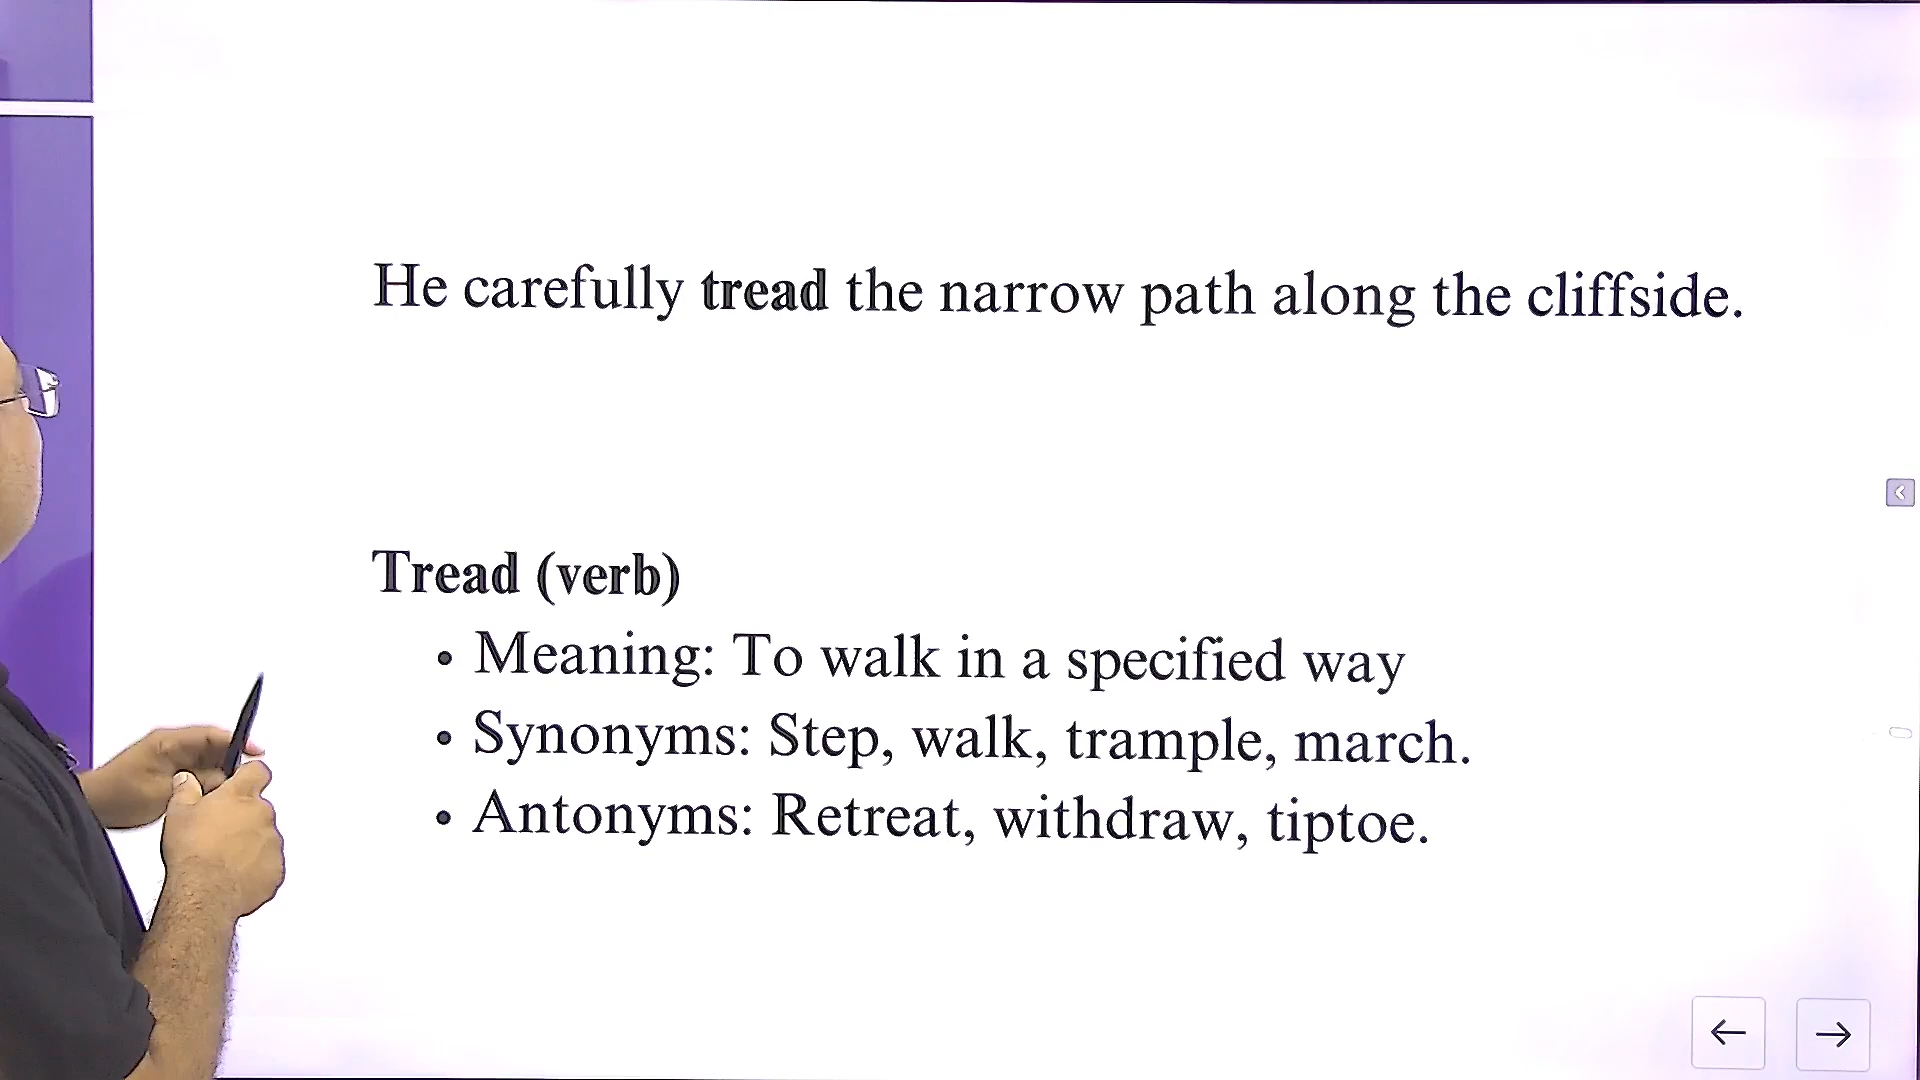 He carefully tread the narrow path along the cliffside.
Tread (verb)
• Meaning: To walk in a specified way
• Synonyms: Step, walk, trample, march.
• Antonyms: Retreat, withdraw, tiptoe.